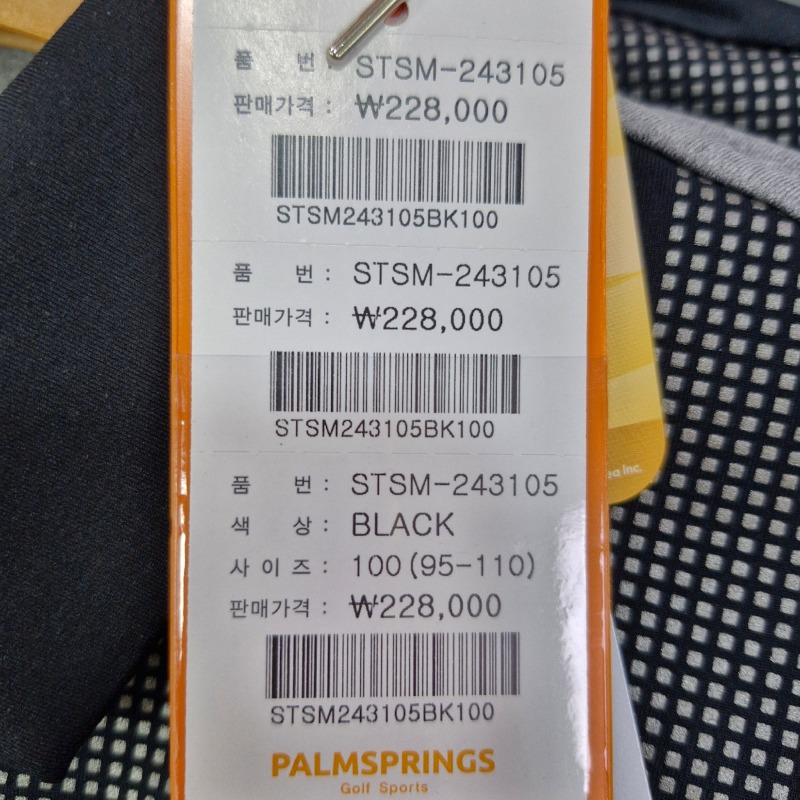 품 번 : STSM-243105
판매가격 : ₩228,000
STSM243105BK100
품 번 : STSM-243105
판매가격 : ₩228,000
STSM243105BK100
품 번 : STSM-243105
색 상 : BLACK
사 이 즈 : 100(95-110)
판매가격 : ₩228,000
STSM243105BK100
PALMSPRINGS
Golf Sports
Inc.